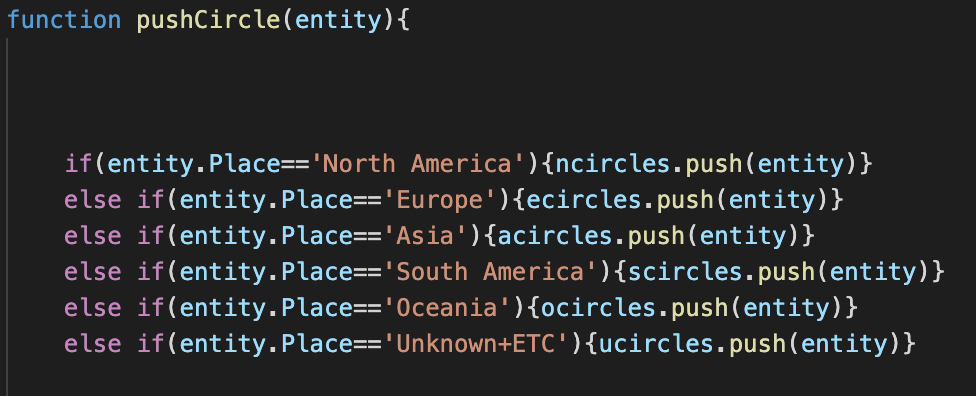 function pushCircle(entity){
if(entity.Place=='North America'){ncircles.push(entity)}
else if(entity.Place=='Europe'){ecircles.push(entity)}
else if(entity.Place=='Asia'){acircles.push(entity)}
else if(entity.Place=='South America'){scircles.push(entity)}
else if(entity.Place=='Oceania'){ocircles.push(entity)}
else if(entity.Place=='Unknown+ETC'){ucircles.push(entity)}